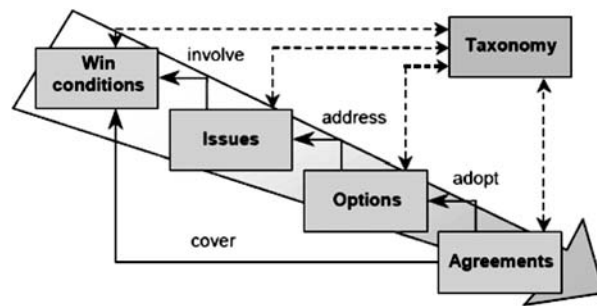 Taxonomy
Win
conditions
involve
Issues
address
Options
adopt
Agreements
cover